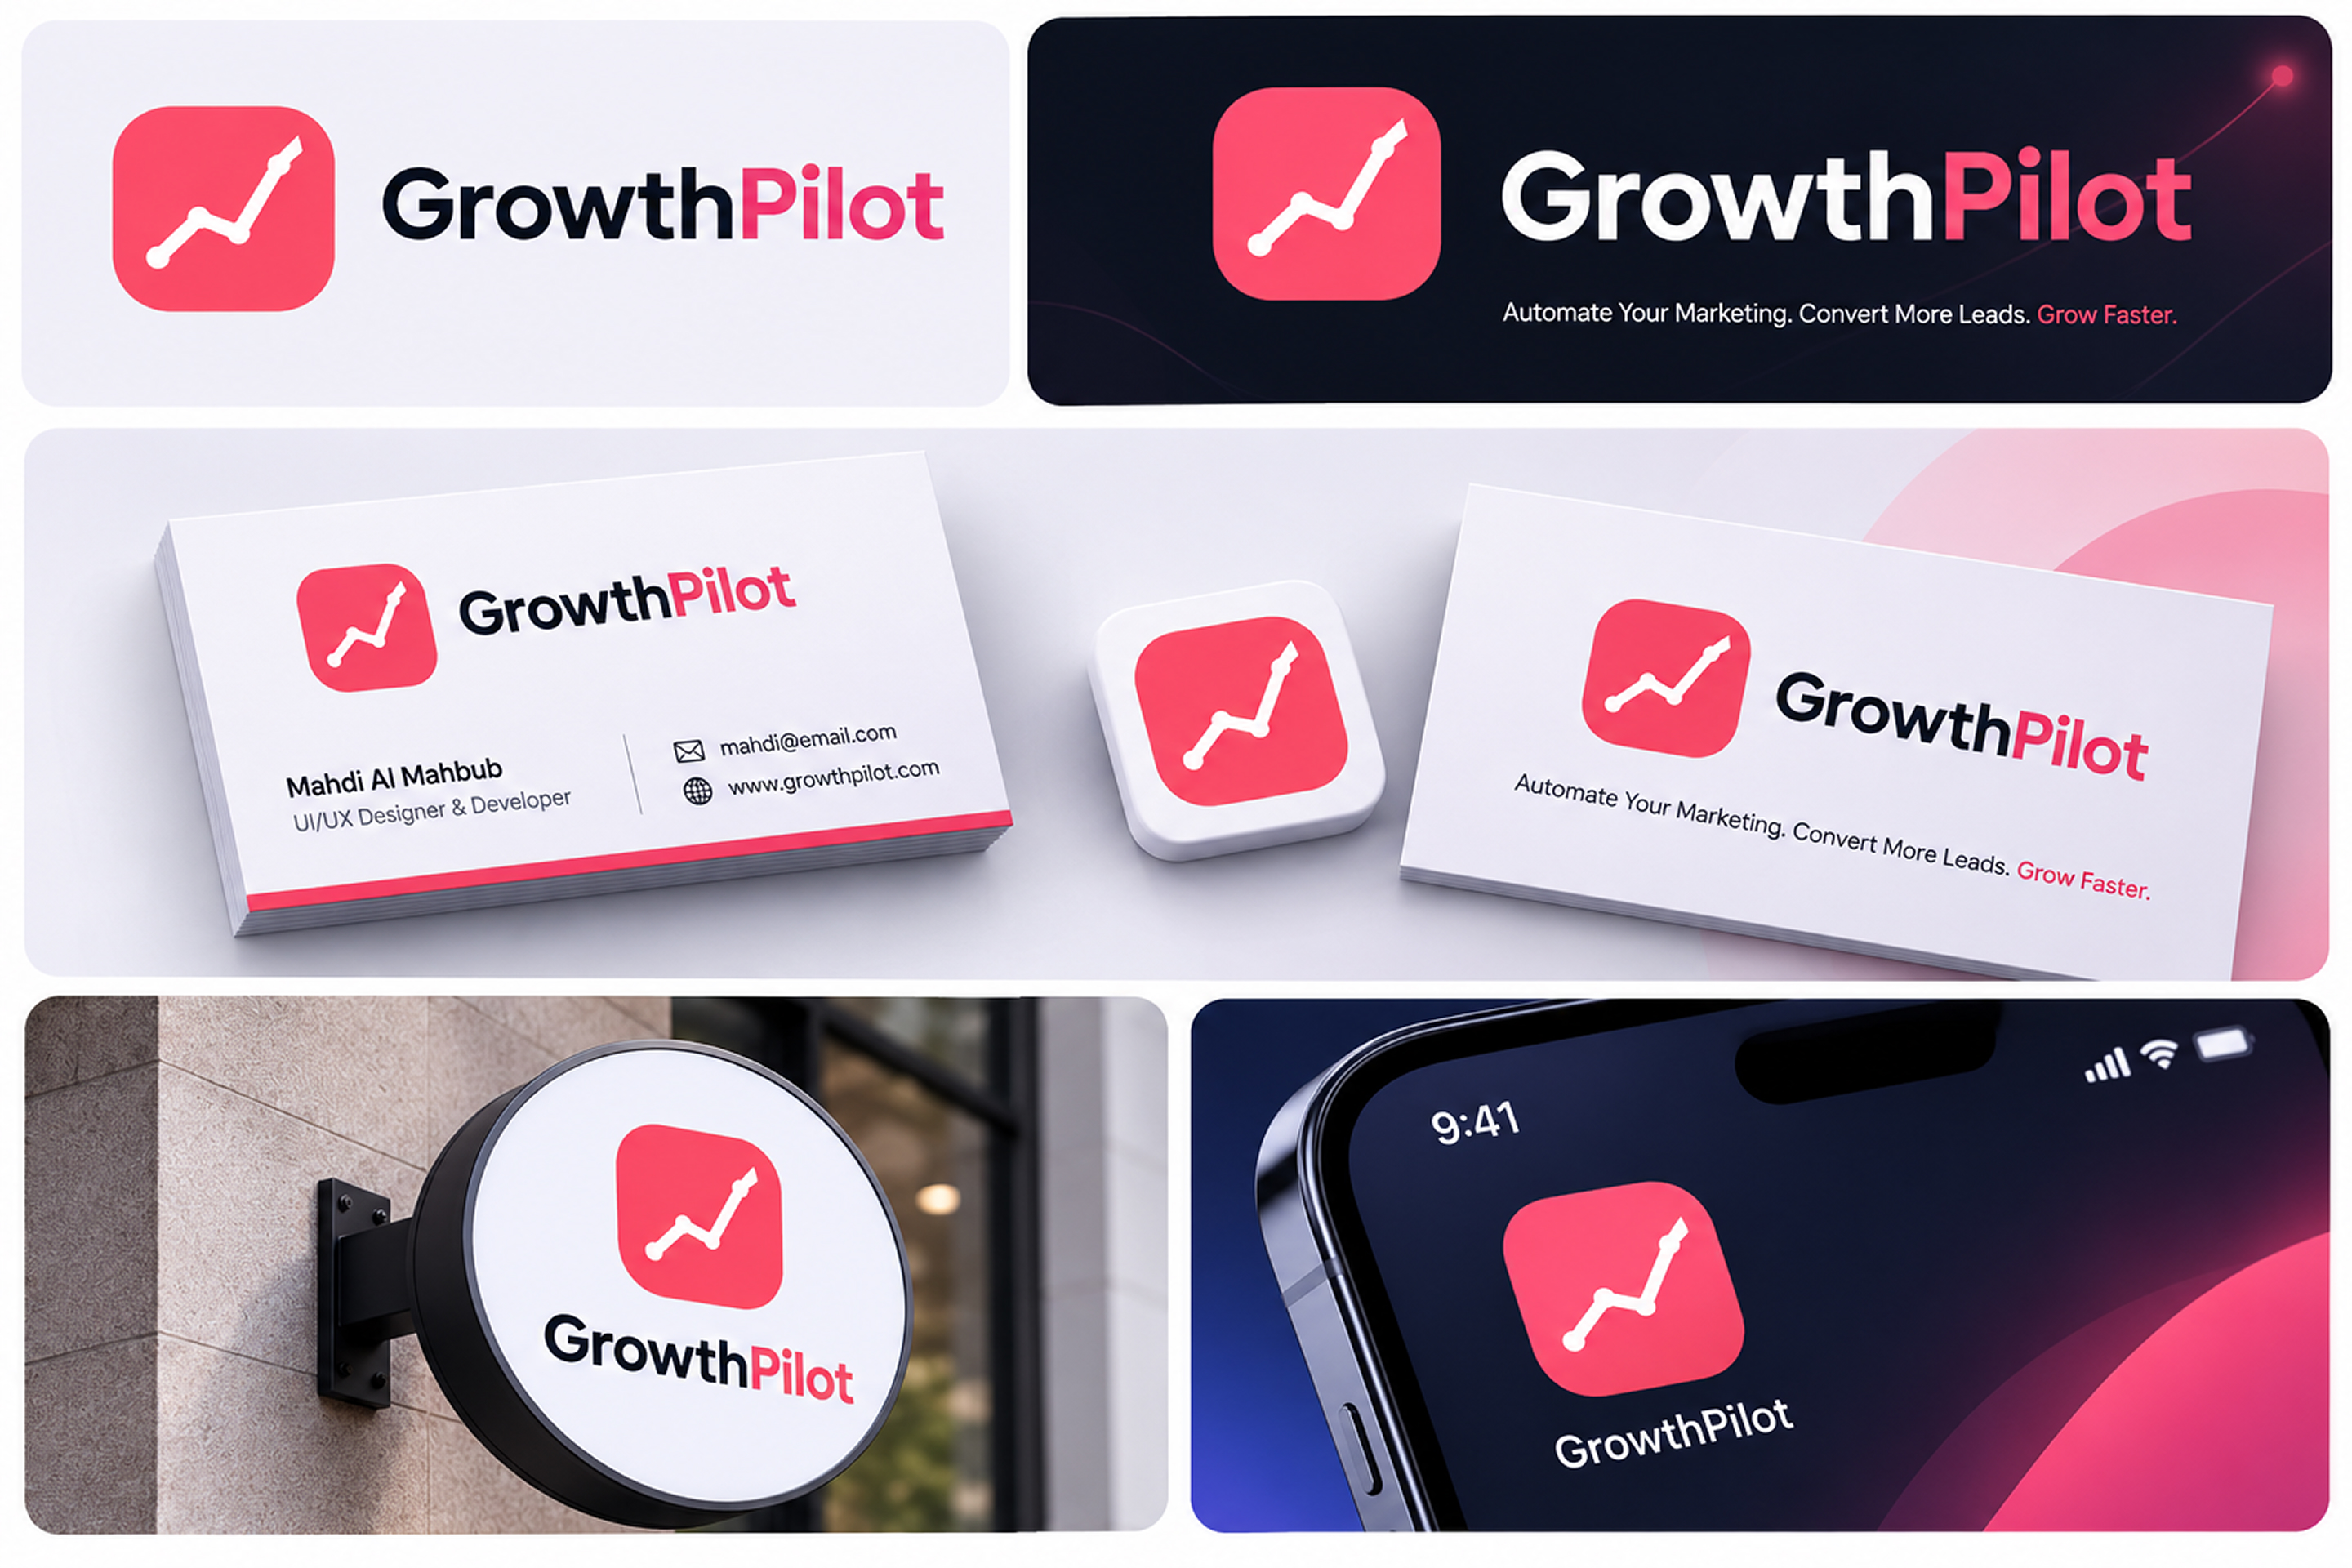 GrowthPilot
GrowthPilot
Automate Your Marketing. Convert More Leads. Grow Faster.
GrowthPilot
Mahdi Al Mahbub
UI/UX Designer & Developer
mahdi@email.com
www.growthpilot.com
GrowthPilot
Automate Your Marketing. Convert More Leads. Grow Faster.
GrowthPilot
9:41
GrowthPilot